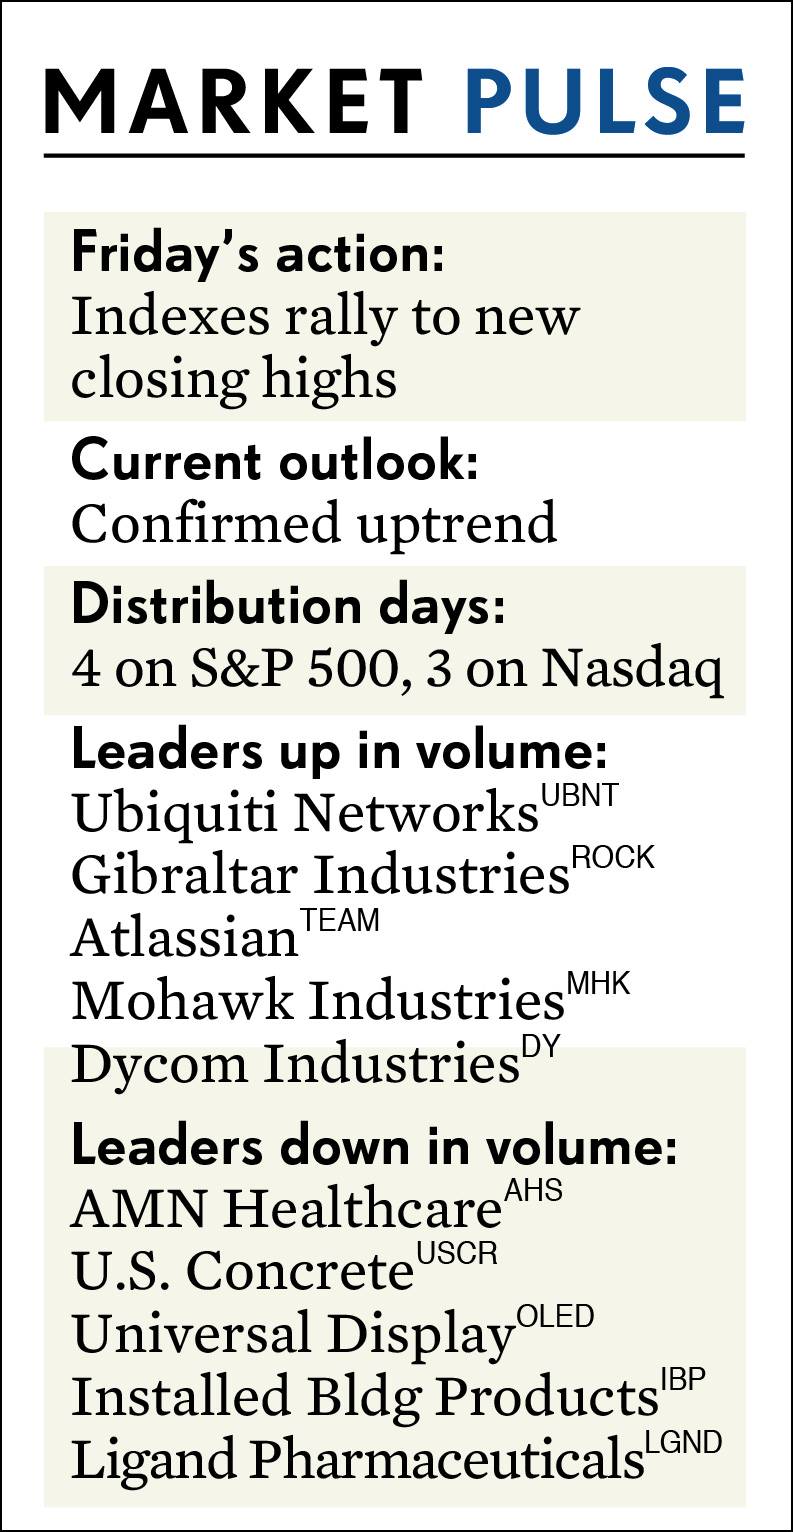 MARKET PULSE
Friday’s action:
Indexes rally to new
closing highs
Current outlook:
Confirmed uptrend
Distribution days:
4 on S&P 500, 3 on Nasdaq
Leaders up in volume:
Ubiquiti Networks UBNT
Gibraltar Industries ROCK
Atlassian TEAM
Mohawk Industries MHK
Dycom Industries DY
Leaders down in volume:
AMN Healthcare AHS
U.S. Concrete USCR
Universal Display OLED
Installed Bldg Products IBP
Ligand Pharmaceuticals LGND